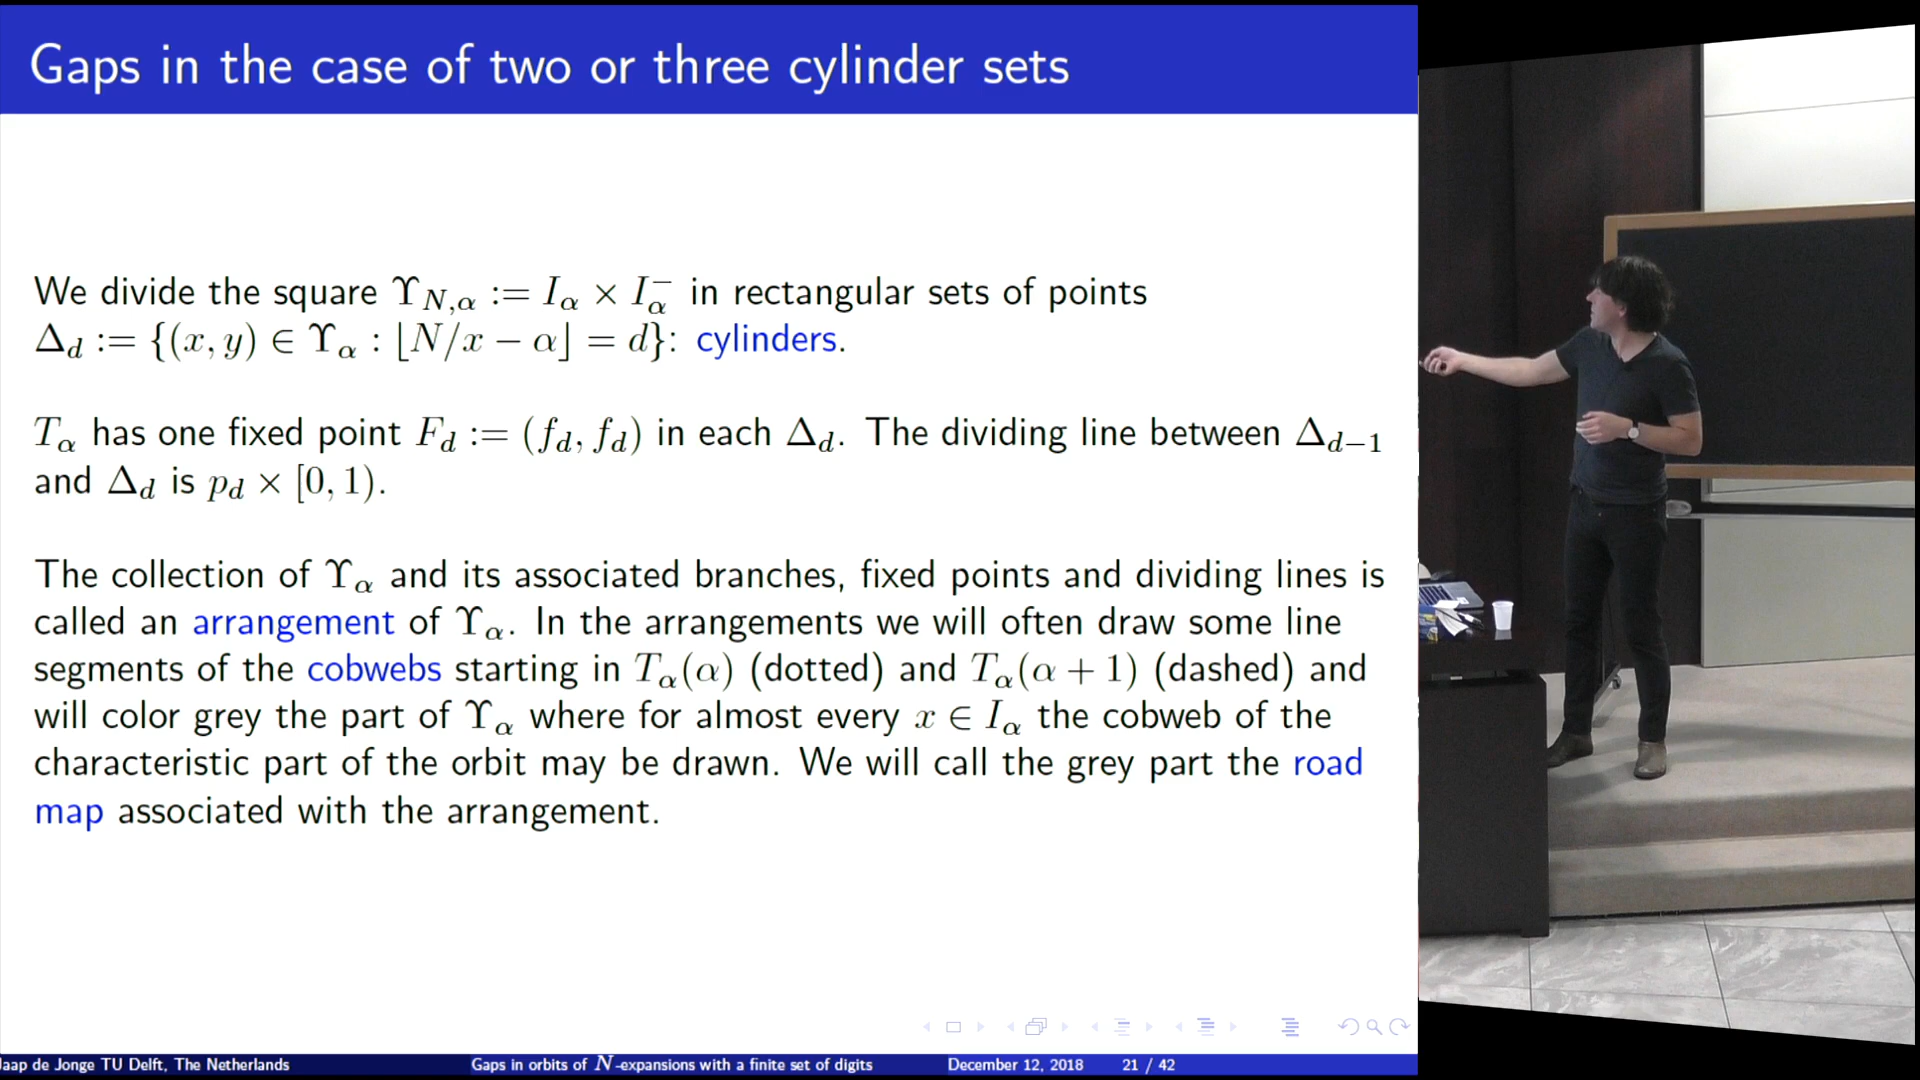 Gaps in the case of two or three cylinder sets
We divide the square ϒ_{N,α} := I_α × I_α^− in rectangular sets of points
Δ_d := {(x, y) ∈ ϒ_α : ⌊N/x − α⌋ = d}: cylinders.
T_α has one fixed point F_d := (f_d, f_d) in each Δ_d. The dividing line between Δ_{d−1}
and Δ_d is p_d × [0, 1).
The collection of ϒ_α and its associated branches, fixed points and dividing lines is
called an arrangement of ϒ_α. In the arrangements we will often draw some line
segments of the cobwebs starting in T_α(α) (dotted) and T_α(α + 1) (dashed) and
will color grey the part of ϒ_α where for almost every x ∈ I_α the cobweb of the
characteristic part of the orbit may be drawn. We will call the grey part the road
map associated with the arrangement.
Jaap de Jonge TU Delft, The Netherlands
Gaps in orbits of N-expansions with a finite set of digits
December 12, 2018
21 / 42